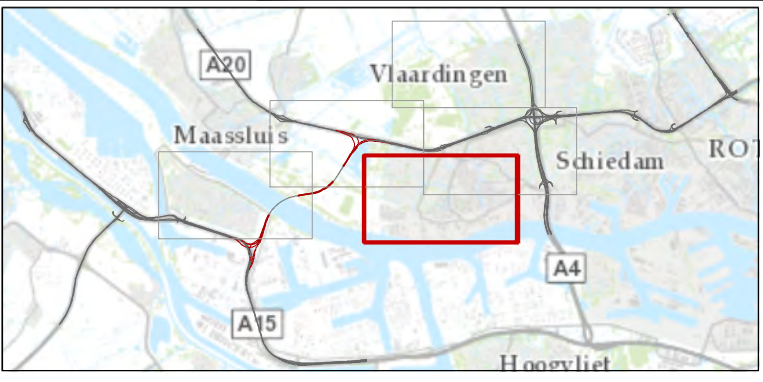 A20
Vlaardingen
Maassluis
Schiedam
ROT
A4
A15
Hoogvliet